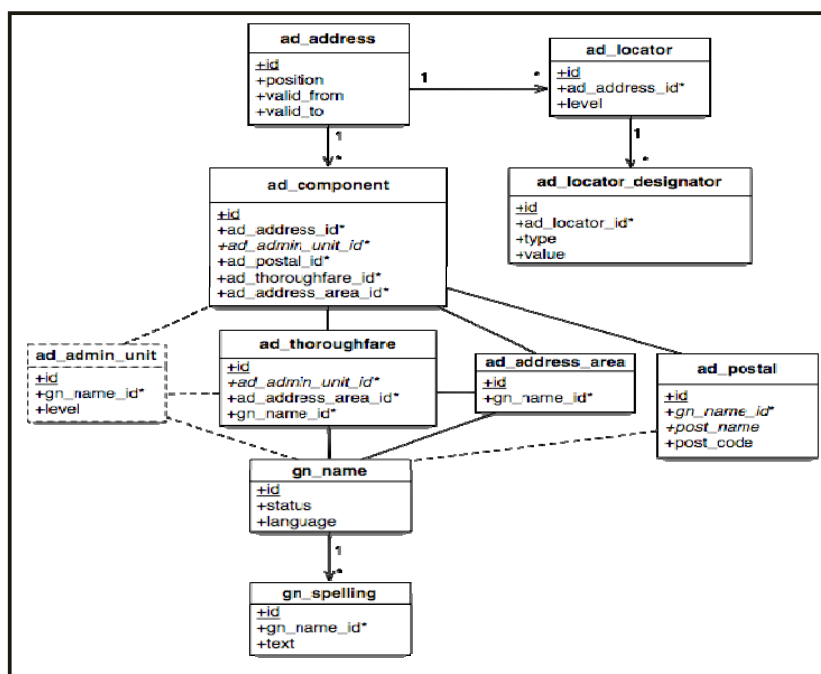 ad_address
+id
+position
+valid_from
+valid_to
ad_locator
+id
+ad_address_id*
+level
1
*
1
*
1
*
ad_component
+id
+ad_address_id*
+ad_admin_unit_id*
+ad_postal_id*
+ad_thoroughfare_id*
+ad_address_area_id*
ad_locator_designator
+id
+ad_locator_id*
+type
+value
ad_admin_unit
+id
+gn_name_id*
+level
ad_thoroughfare
+id
+ad_admin_unit_id*
+ad_address_area_id*
+gn_name_id*
ad_address_area
+id
+gn_name_id*
ad_postal
+id
+gn_name_id*
+post_name
+post_code
gn_name
+id
+status
+language
1
*
gn_spelling
+id
+gn_name_id*
+text